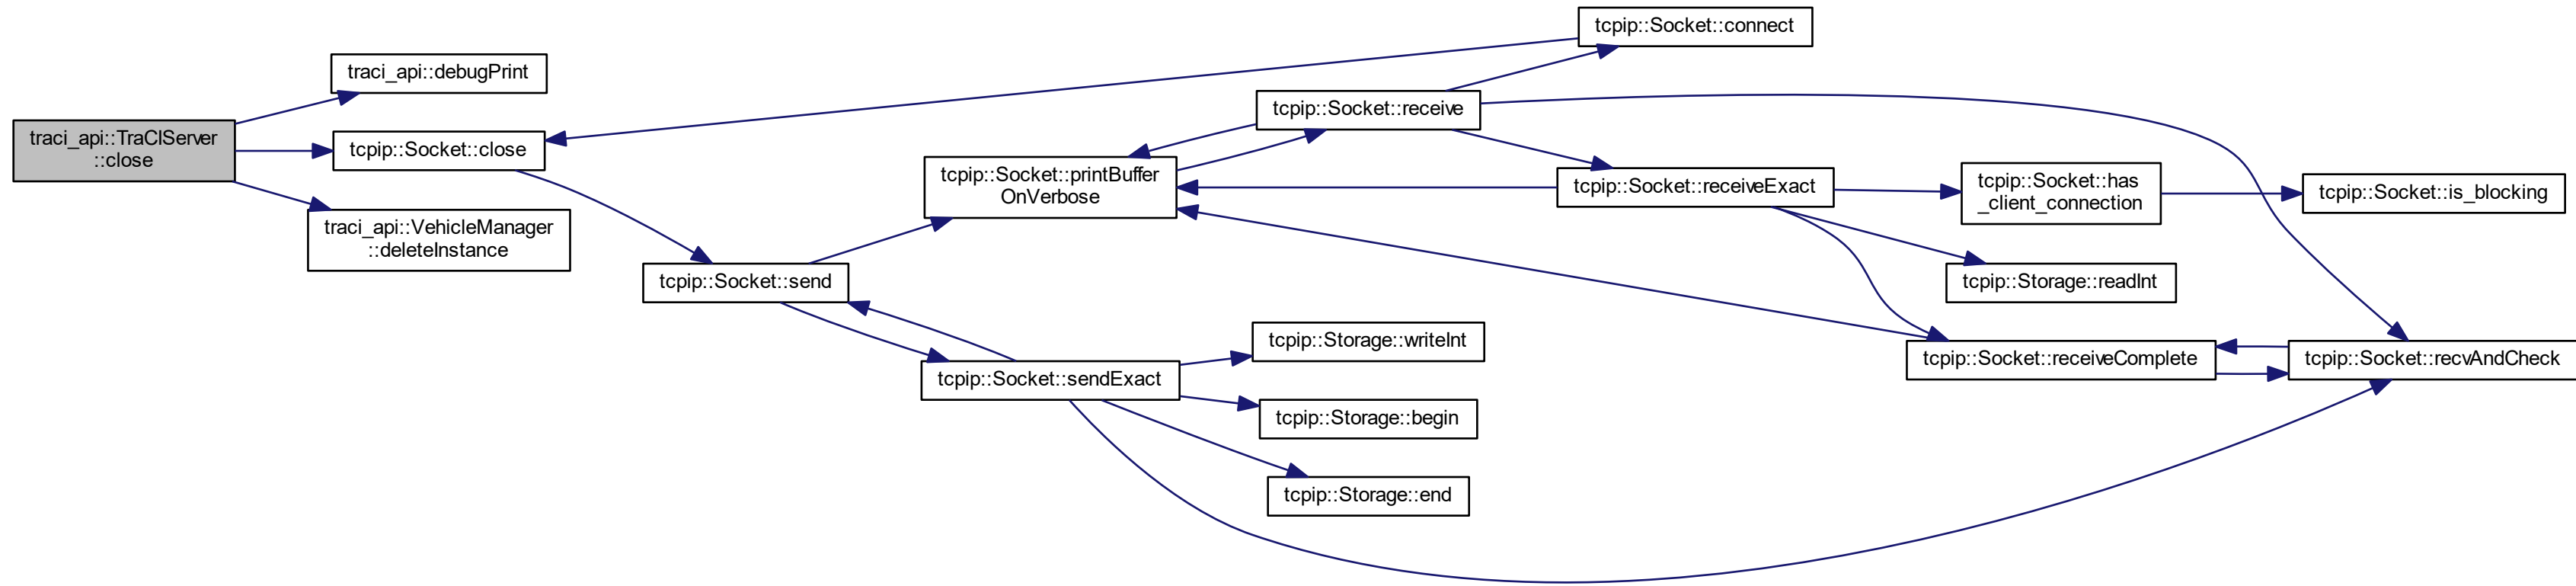 traci_api::TraCIServer
::close
traci_api::debugPrint
tcpip::Socket::close
traci_api::VehicleManager
::deleteInstance
tcpip::Socket::send
tcpip::Socket::printBuffer
OnVerbose
tcpip::Socket::sendExact
tcpip::Socket::receive
tcpip::Storage::writeInt
tcpip::Storage::begin
tcpip::Storage::end
tcpip::Socket::connect
tcpip::Socket::receiveExact
tcpip::Socket::has
_client_connection
tcpip::Storage::readInt
tcpip::Socket::receiveComplete
tcpip::Socket::is_blocking
tcpip::Socket::recvAndCheck